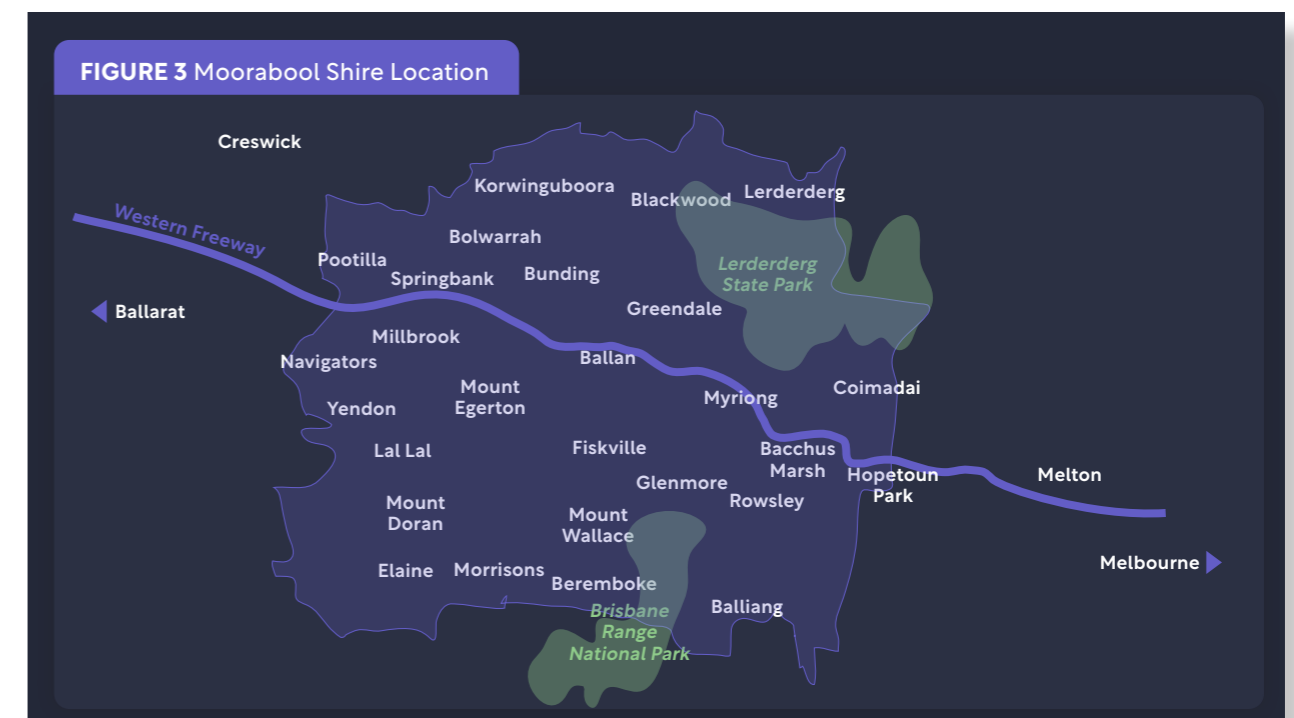 FIGURE 3 Moorabool Shire Location
Creswick
Korwinguboora
Blackwood
Lerderderg
Western Freeway
Bolwarrah
Pootilla
Springbank
Bunding
Lerderderg
State Park
Ballarat
Greendale
Millbrook
Navigators
Ballan
Mount
Egerton
Myriong
Coimadai
Yendon
Lal Lal
Fiskville
Bacchus
Marsh
Glenmore
Hopetoun
Park
Melton
Rowsley
Mount
Doran
Mount
Wallace
Melbourne
Elaine
Morrisons
Beremboke
Balliang
Brisbane
Range
National Park